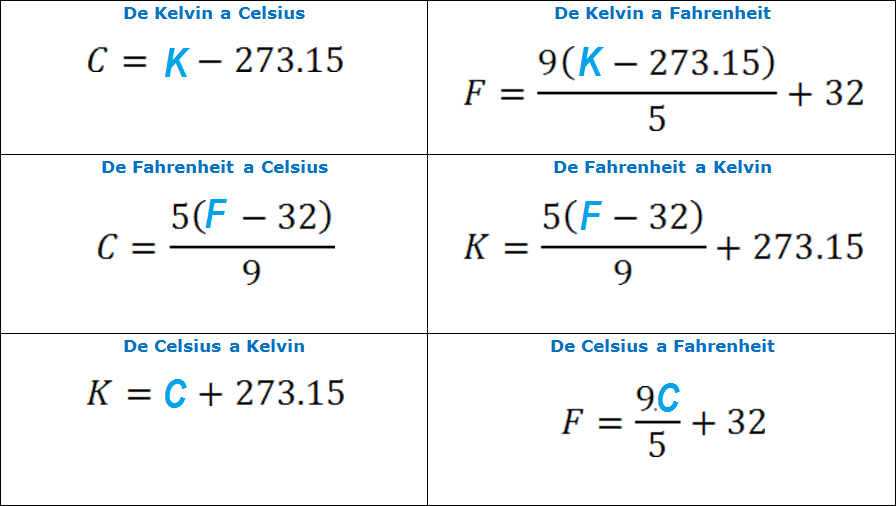 De Kelvin a Celsius
C = K − 273.15
De Kelvin a Fahrenheit
F = 9(K − 273.15)/5 + 32
De Fahrenheit a Celsius
C = 5(F − 32)/9
De Fahrenheit a Kelvin
K = 5(F − 32)/9 + 273.15
De Celsius a Kelvin
K = C + 273.15
De Celsius a Fahrenheit
F = 9.C/5 + 32